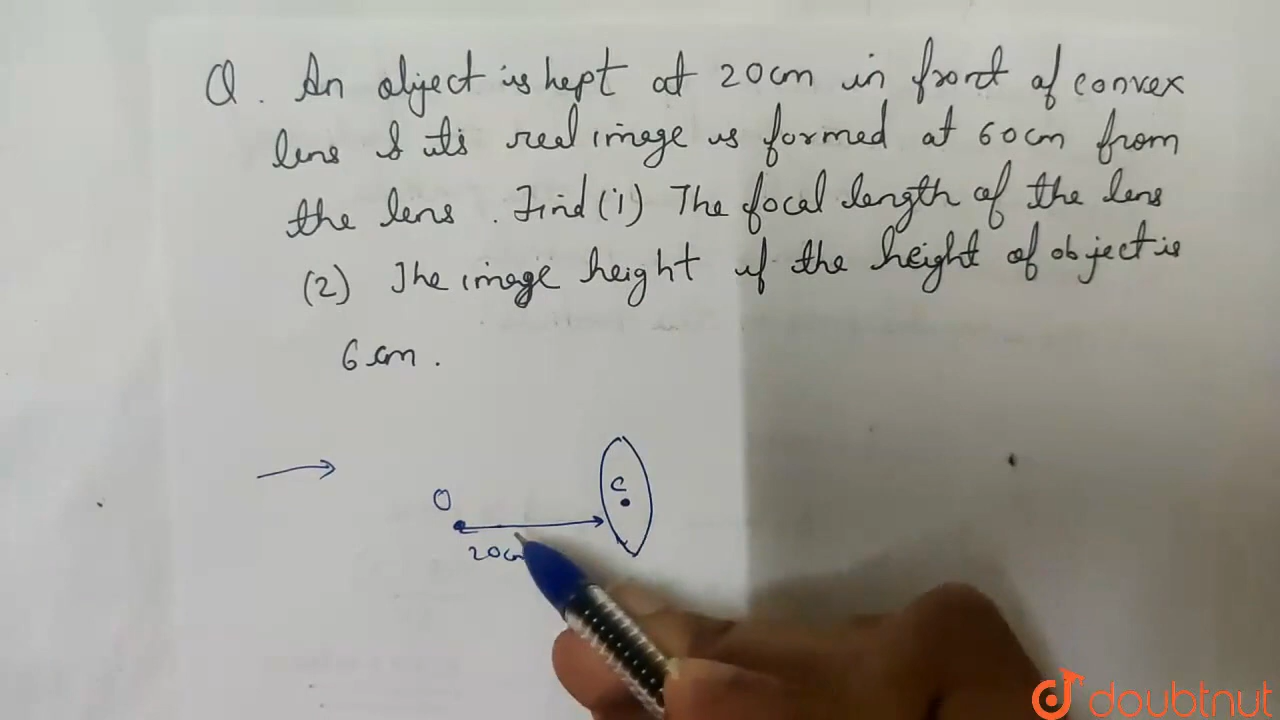 Q. An object is kept at 20cm in front of convex
lens & its real image is formed at 60cm from
the lens. Find (i) The focal length of the lens
(2) The image height if the height of object is
6 cm.
O
C
20cm
doubtnut